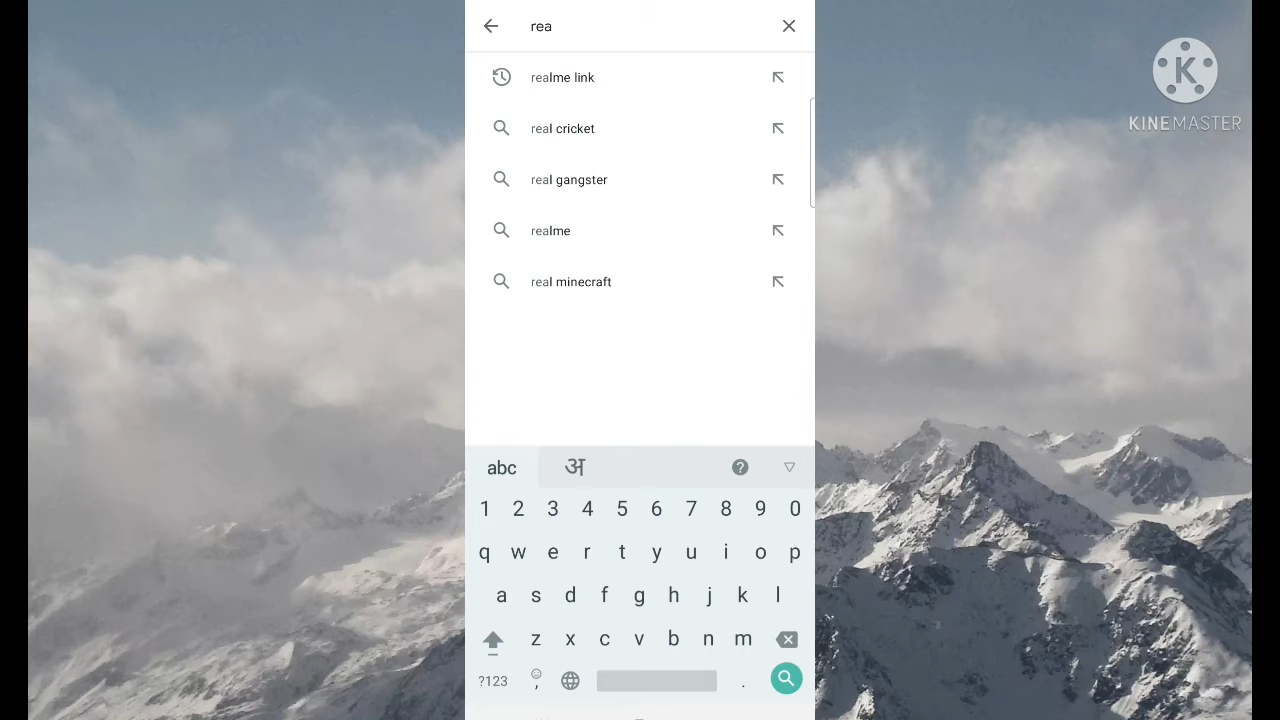 rea
realme link
real cricket
real gangster
realme
real minecraft
K
KINEMASTER
abc अ ?
1 2 3 4 5 6 7 8 9 0
q w e r t y u i o p
a s d f g h j k l
z x c v b n m
?123 , .